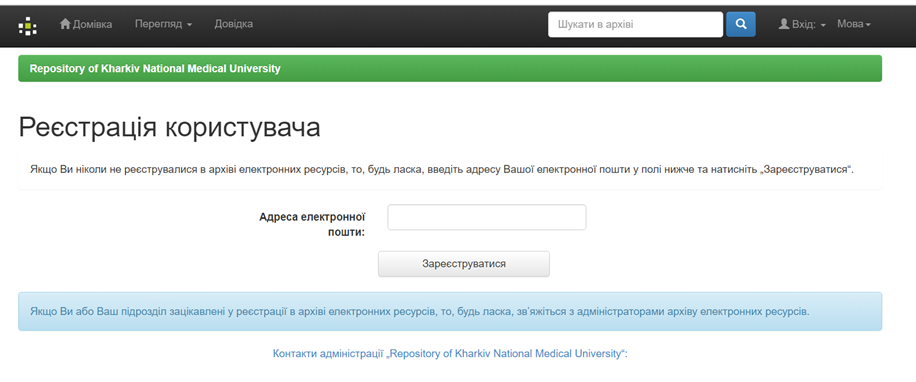 Домівка Перегляд Довідка Шукати в архіві Вхід: Мова
Repository of Kharkiv National Medical University
Реєстрація користувача
Якщо Ви ніколи не реєструвалися в архіві електронних ресурсів, то, будь ласка, введіть адресу Вашої електронної пошти у полі нижче та натисніть „Зареєструватися“.
Адреса електронної
пошти:
Зареєструватися
Якщо Ви або Ваш підрозділ зацікавлені у реєстрації в архіві електронних ресурсів, то, будь ласка, зв'яжіться з адміністраторами архіву електронних ресурсів.
Контакти адміністрації „Repository of Kharkiv National Medical University“: